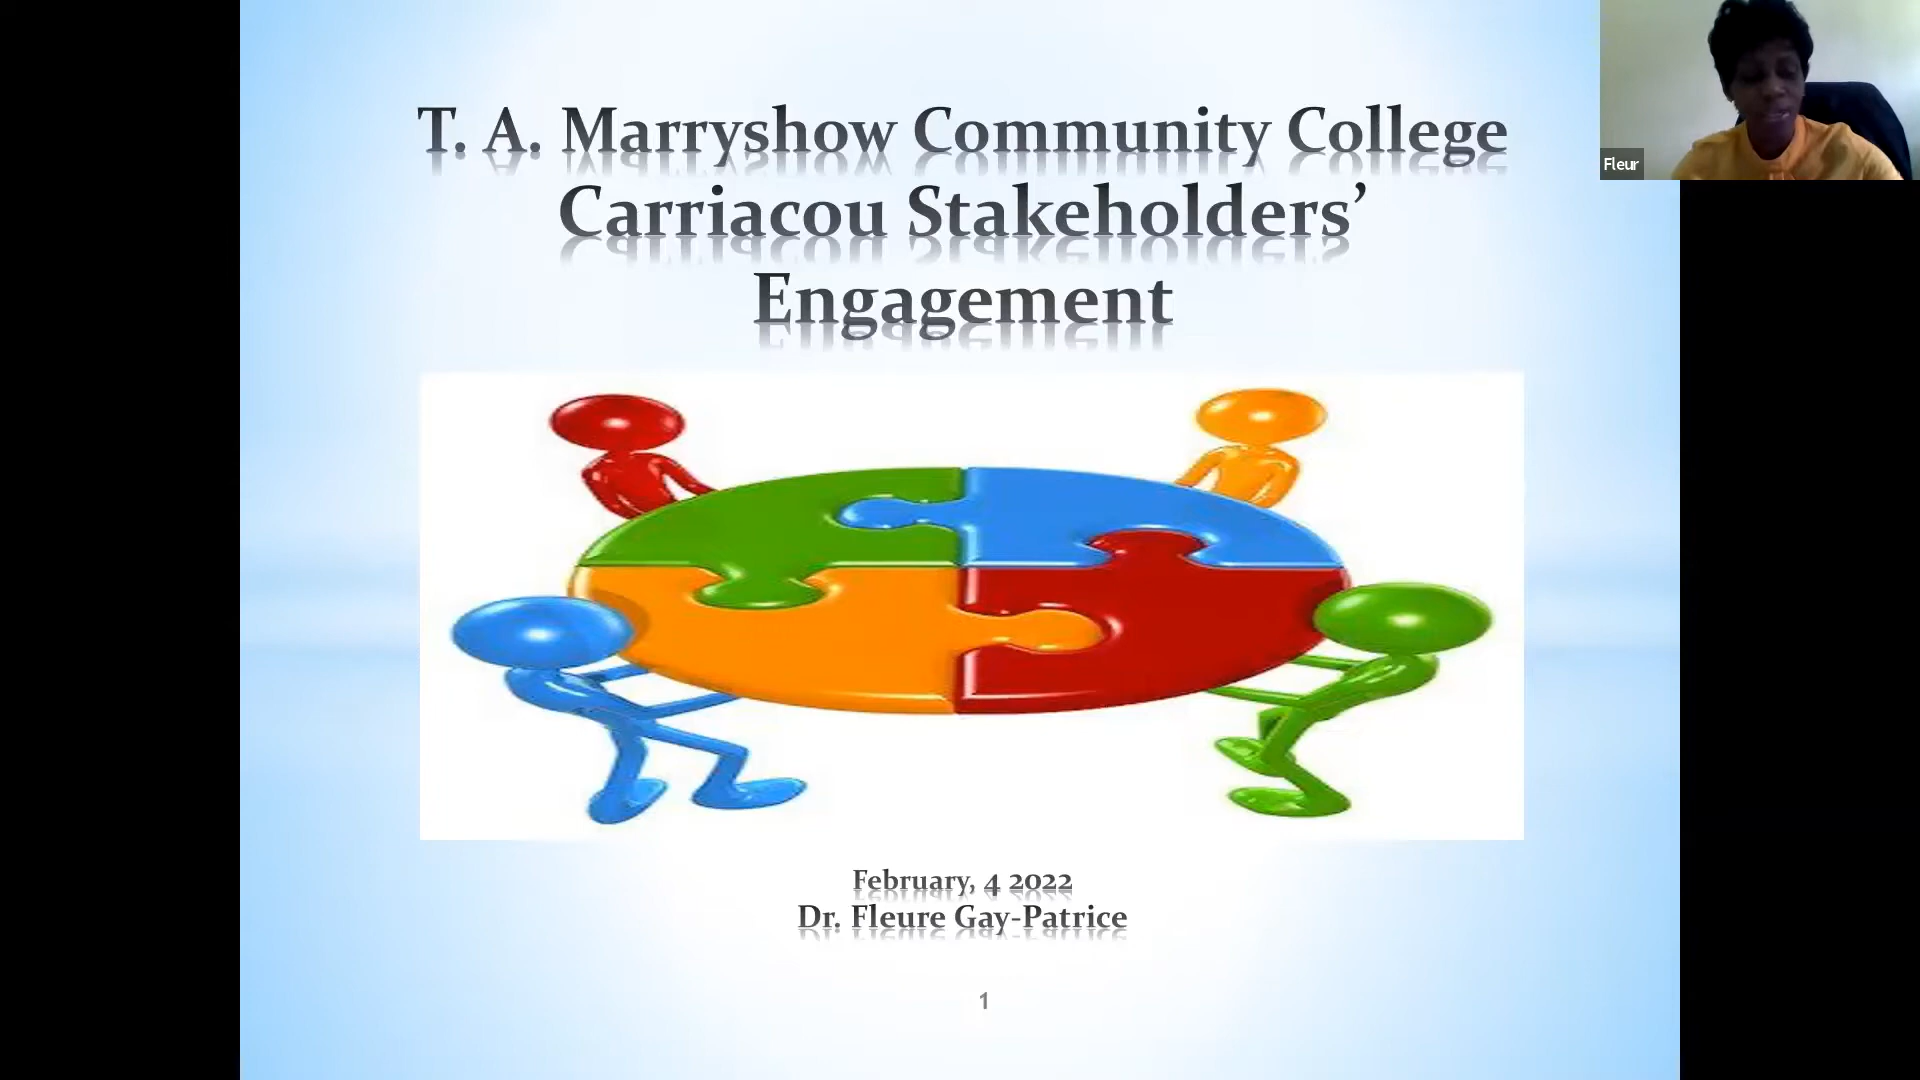 T. A. Marryshow Community College
Carriacou Stakeholders’
Engagement
Fleur
February, 4 2022
Dr. Fleure Gay-Patrice
1